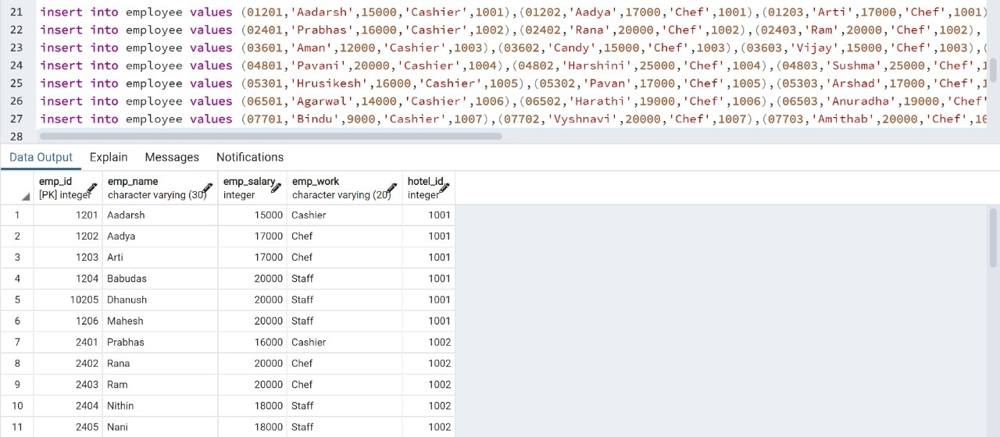 21 insert into employee values (01201,'Aadarsh',15000,'Cashier',1001),(01202,'Aadya',17000,'Chef',1001),(01203,'Arti',17000,'Chef',1001)
22 insert into employee values (02401,'Prabhas',16000,'Cashier',1002),(02402,'Rana',20000,'Chef',1002),(02403,'Ram',20000,'Chef',1002),
23 insert into employee values (03601,'Aman',12000,'Cashier',1003),(03602,'Candy',15000,'Chef',1003),(03603,'Vijay',15000,'Chef',1003),(
24 insert into employee values (04801,'Pavani',20000,'Cashier',1004),(04802,'Harshini',25000,'Chef',1004),(04803,'Sushma',25000,'Chef',1
25 insert into employee values (05301,'Hrusikesh',16000,'Cashier',1005),(05302,'Pavan',17000,'Chef',1005),(05303,'Arshad',17000,'Chef',1
26 insert into employee values (06501,'Agarwal',14000,'Cashier',1006),(06502,'Harathi',19000,'Chef',1006),(06503,'Anuradha',19000,'Chef'
27 insert into employee values (07701,'Bindu',9000,'Cashier',1007),(07702,'Vyshnavi',20000,'Chef',1007),(07703,'Amithab',20000,'Chef',10
28
Data Output Explain Messages Notifications
emp_id emp_name emp_salary emp_work hotel_id
[PK] integer character varying (30) integer character varying (20) integer
1 1201 Aadarsh 15000 Cashier 1001
2 1202 Aadya 17000 Chef 1001
3 1203 Arti 17000 Chef 1001
4 1204 Babudas 20000 Staff 1001
5 10205 Dhanush 20000 Staff 1001
6 1206 Mahesh 20000 Staff 1001
7 2401 Prabhas 16000 Cashier 1002
8 2402 Rana 20000 Chef 1002
9 2403 Ram 20000 Chef 1002
10 2404 Nithin 18000 Staff 1002
11 2405 Nani 18000 Staff 1002